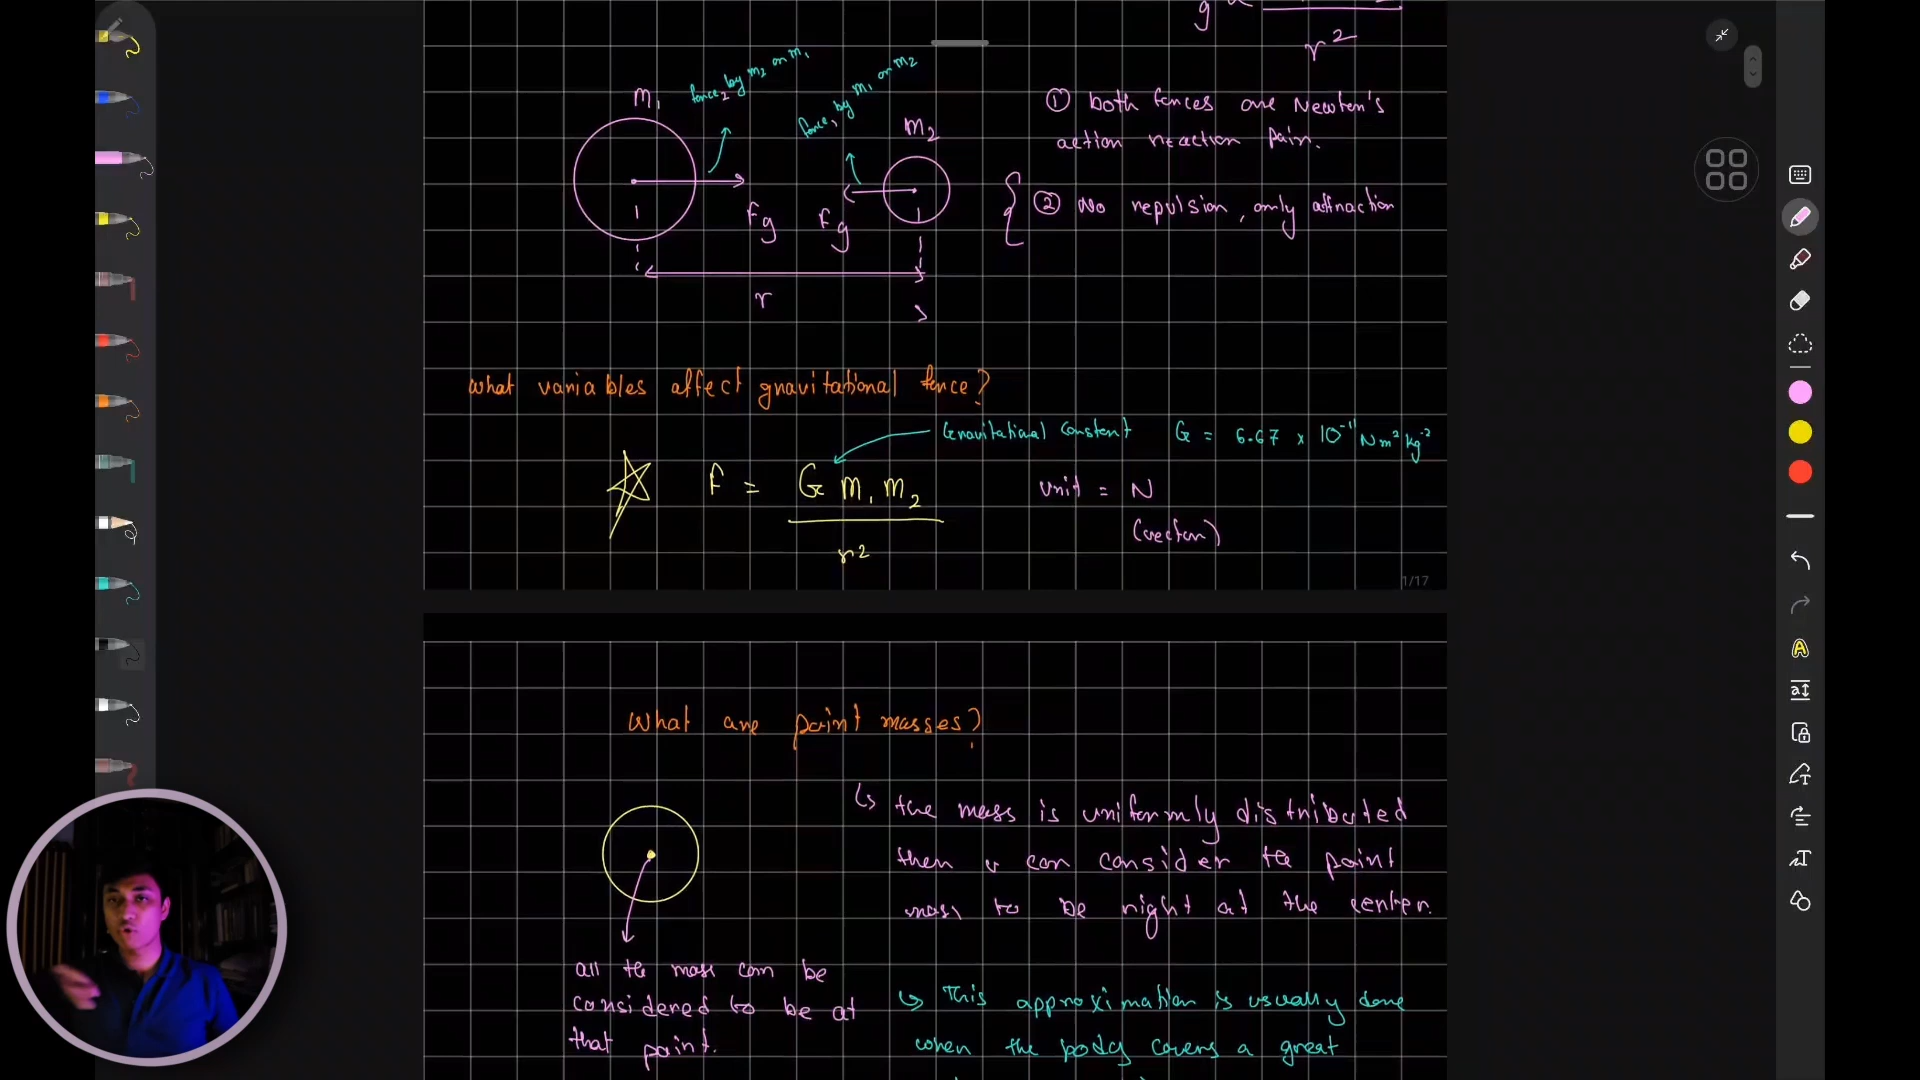 g ∝
r²
force₂ by m₂ on m₁
force₁ by m₁ on m₂
m₁
m₂
① both forces are Newton's
action reaction pair.
② No repulsion, only attraction
Fg
Fg
r
what variables affect gravitational force?
Gravitational Constant G = 6.67 × 10⁻¹¹ Nm²kg⁻²
F = G m₁ m₂
r²
unit = N
(vector)
1/17
What are point masses?
↳ the mass is uniformly distributed
then u can consider the point
mass to be right at the center.
all the mass can be
considered to be at
that point.
↳ This approximation is usually done
when the body covers a great